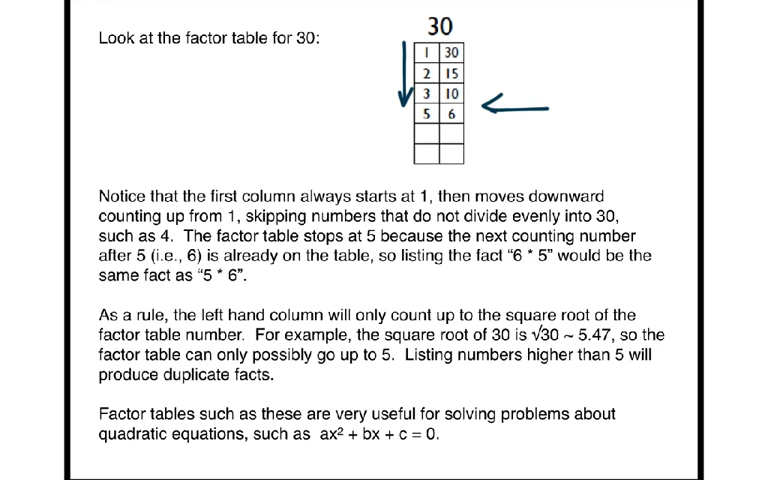 Look at the factor table for 30:
30
1 30
2 15
3 10
5 6
Notice that the first column always starts at 1, then moves downward
counting up from 1, skipping numbers that do not divide evenly into 30,
such as 4. The factor table stops at 5 because the next counting number
after 5 (i.e., 6) is already on the table, so listing the fact “6 * 5” would be the
same fact as “5 * 6”.
As a rule, the left hand column will only count up to the square root of the
factor table number. For example, the square root of 30 is √30 ~ 5.47, so the
factor table can only possibly go up to 5. Listing numbers higher than 5 will
produce duplicate facts.
Factor tables such as these are very useful for solving problems about
quadratic equations, such as ax² + bx + c = 0.